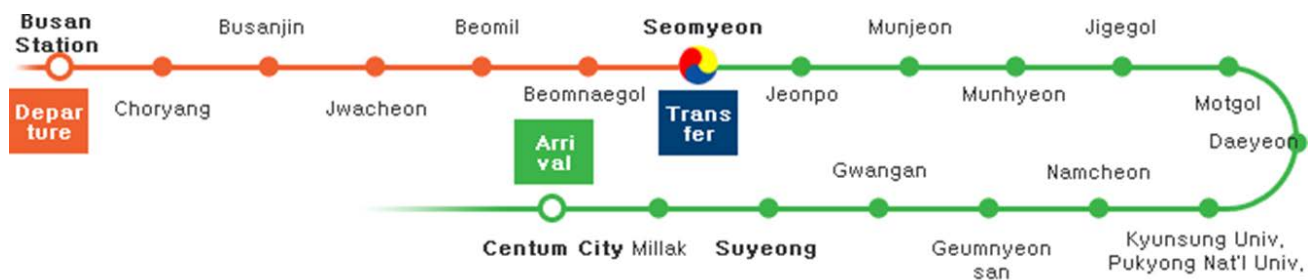 Busan
Station
Busanjin
Beomil
Seomyeon
Munjeon
Jigegol
Depar
ture
Choryang
Jwacheon
Beomnaegol
Trans
fer
Jeonpo
Munhyeon
Motgol
Daeyeon
Arri
val
Gwangan
Namcheon
Centum City
Millak
Suyeong
Geumnyeon
san
Kyunsung Univ,
Pukyong Nat'l Univ,